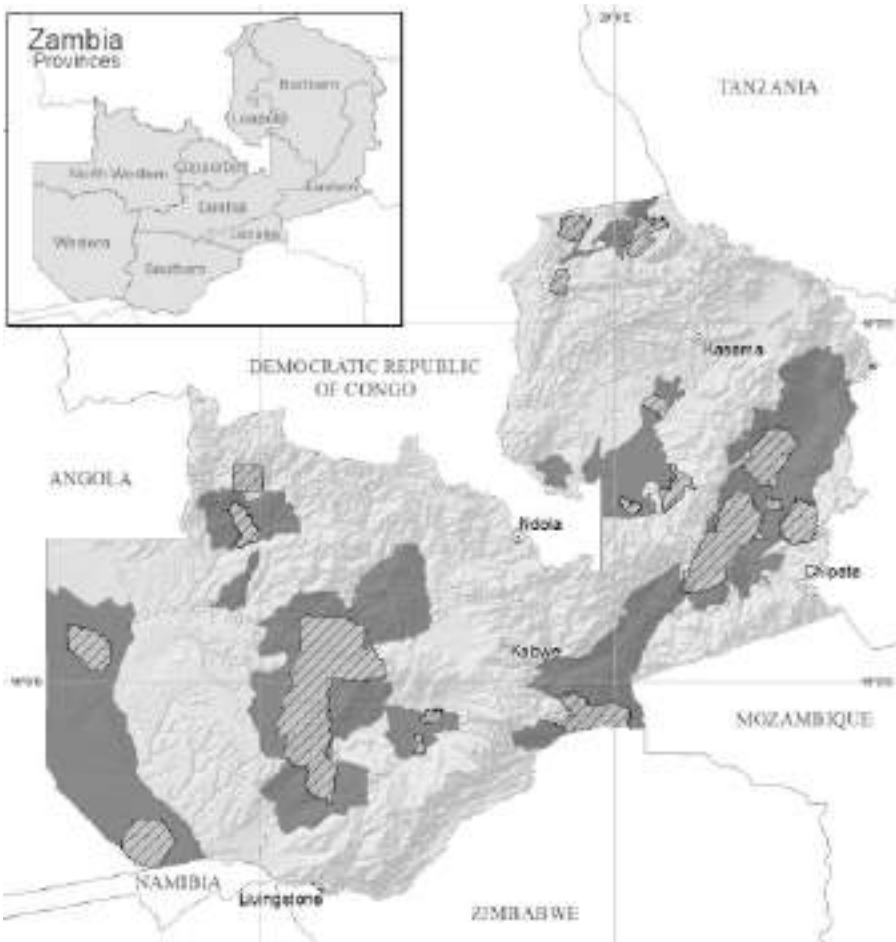 Zambia
Provinces
Northern
Luapula
North Western
Copperbelt
Eastern
Central
Lusaka
Western
Southern
TANZANIA
Kasama
DEMOCRATIC REPUBLIC
OF CONGO
ANGOLA
Ndola
Chipata
Kabwe
MOZAMBIQUE
NAMIBIA
Livingstone
ZIMBABWE